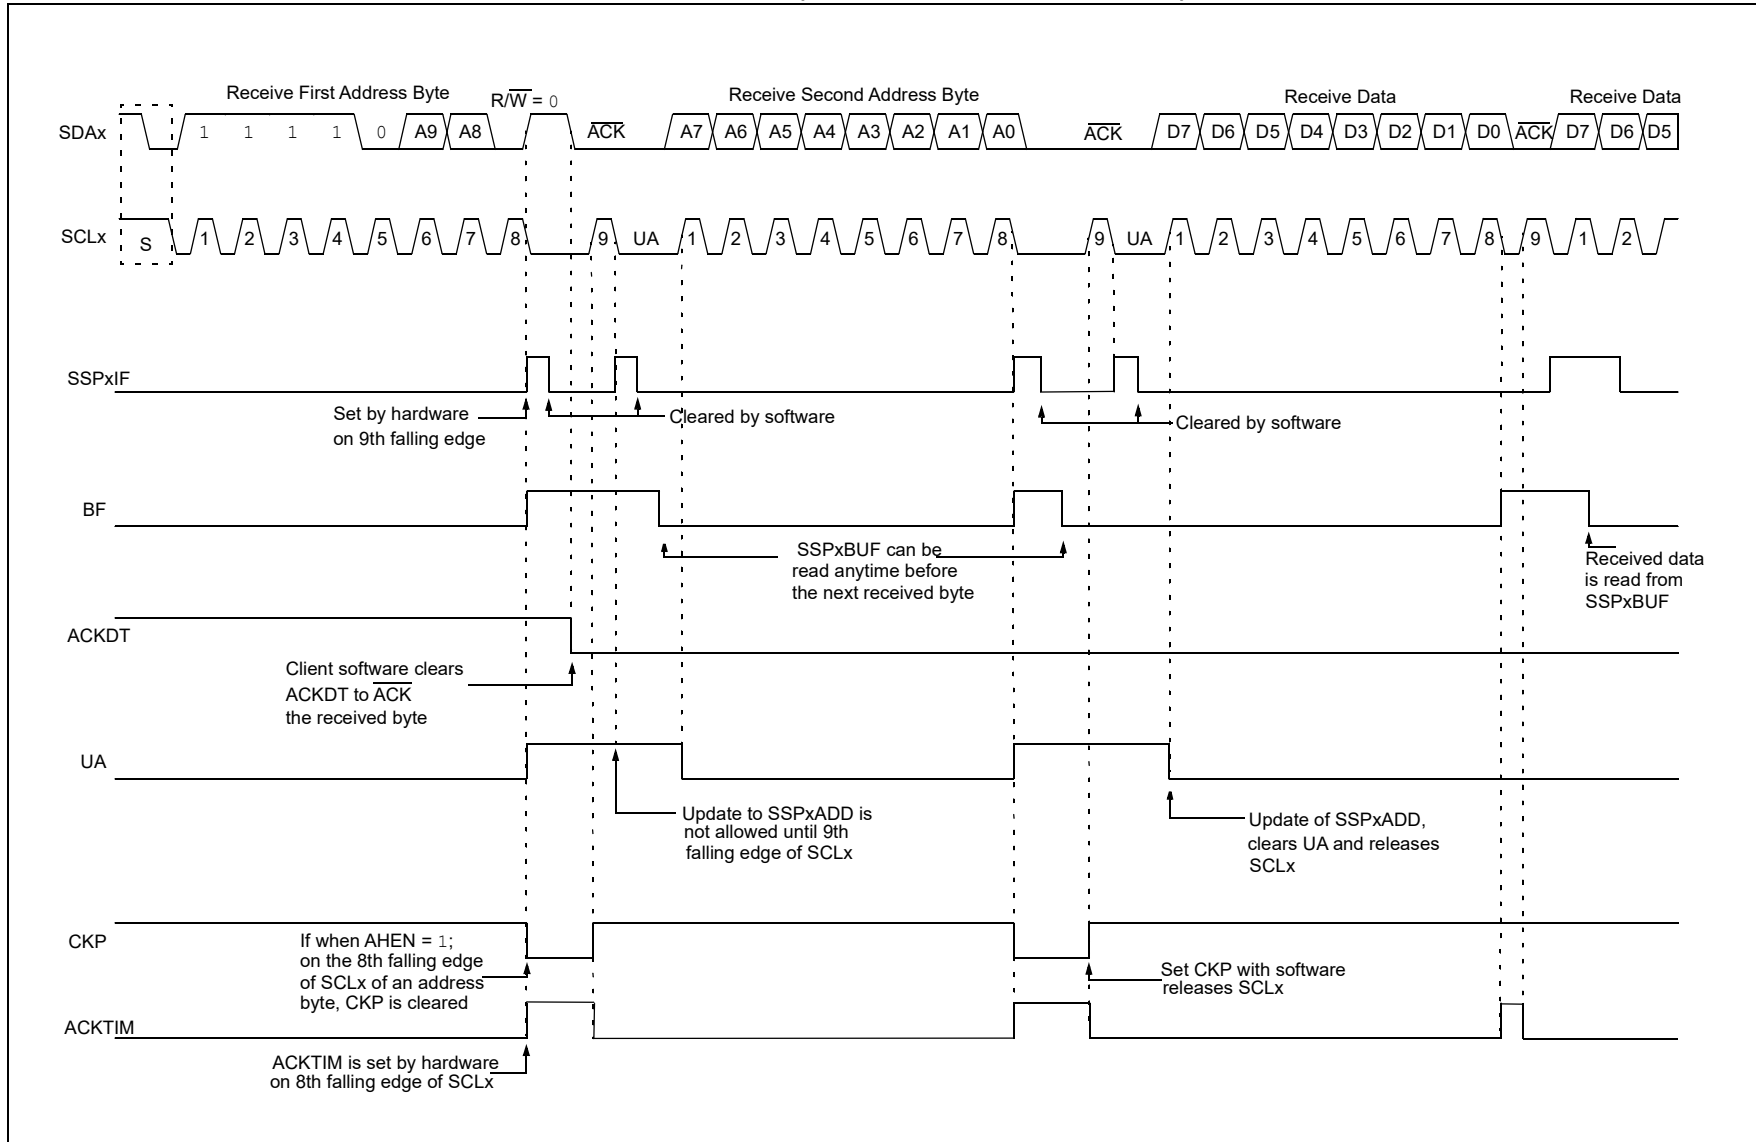 Receive First Address Byte
R/W = 0
Receive Second Address Byte
Receive Data
Receive Data
SDAx
1 1 1 1 0 A9 A8
ACK
A7 A6 A5 A4 A3 A2 A1 A0
ACK
D7 D6 D5 D4 D3 D2 D1 D0
ACK
D7 D6 D5
SCLx
S
1 2 3 4 5 6 7 8 9 UA 1 2 3 4 5 6 7 8 9 UA 1 2 3 4 5 6 7 8 9 1 2
SSPxIF
Set by hardware
on 9th falling edge
Cleared by software
Cleared by software
BF
SSPxBUF can be
read anytime before
the next received byte
Received data
is read from
SSPxBUF
ACKDT
Client software clears
ACKDT to ACK
the received byte
UA
Update to SSPxADD is
not allowed until 9th
falling edge of SCLx
Update of SSPxADD,
clears UA and releases
SCLx
CKP
If when AHEN = 1;
on the 8th falling edge
of SCLx of an address
byte, CKP is cleared
Set CKP with software
releases SCLx
ACKTIM
ACKTIM is set by hardware
on 8th falling edge of SCLx